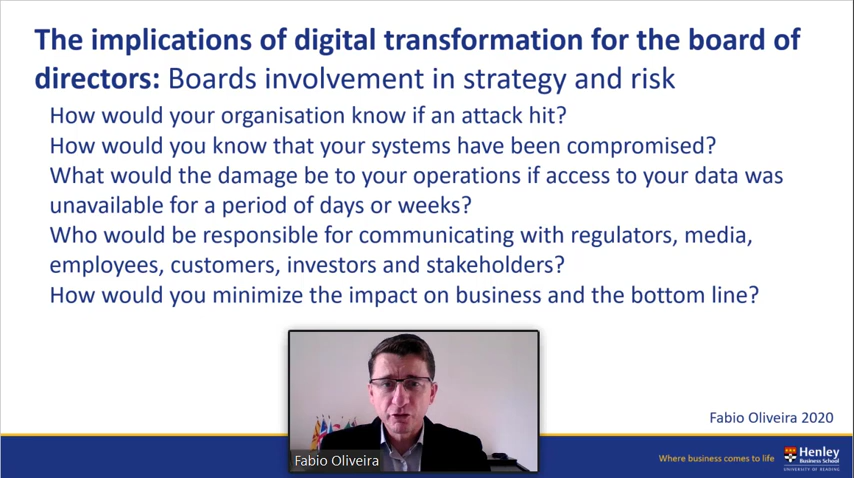 The implications of digital transformation for the board of
directors: Boards involvement in strategy and risk
How would your organisation know if an attack hit?
How would you know that your systems have been compromised?
What would the damage be to your operations if access to your data was
unavailable for a period of days or weeks?
Who would be responsible for communicating with regulators, media,
employees, customers, investors and stakeholders?
How would you minimize the impact on business and the bottom line?
Fabio Oliveira 2020
Fabio Oliveira
Where business comes to life
Henley
Business School
UNIVERSITY OF READING